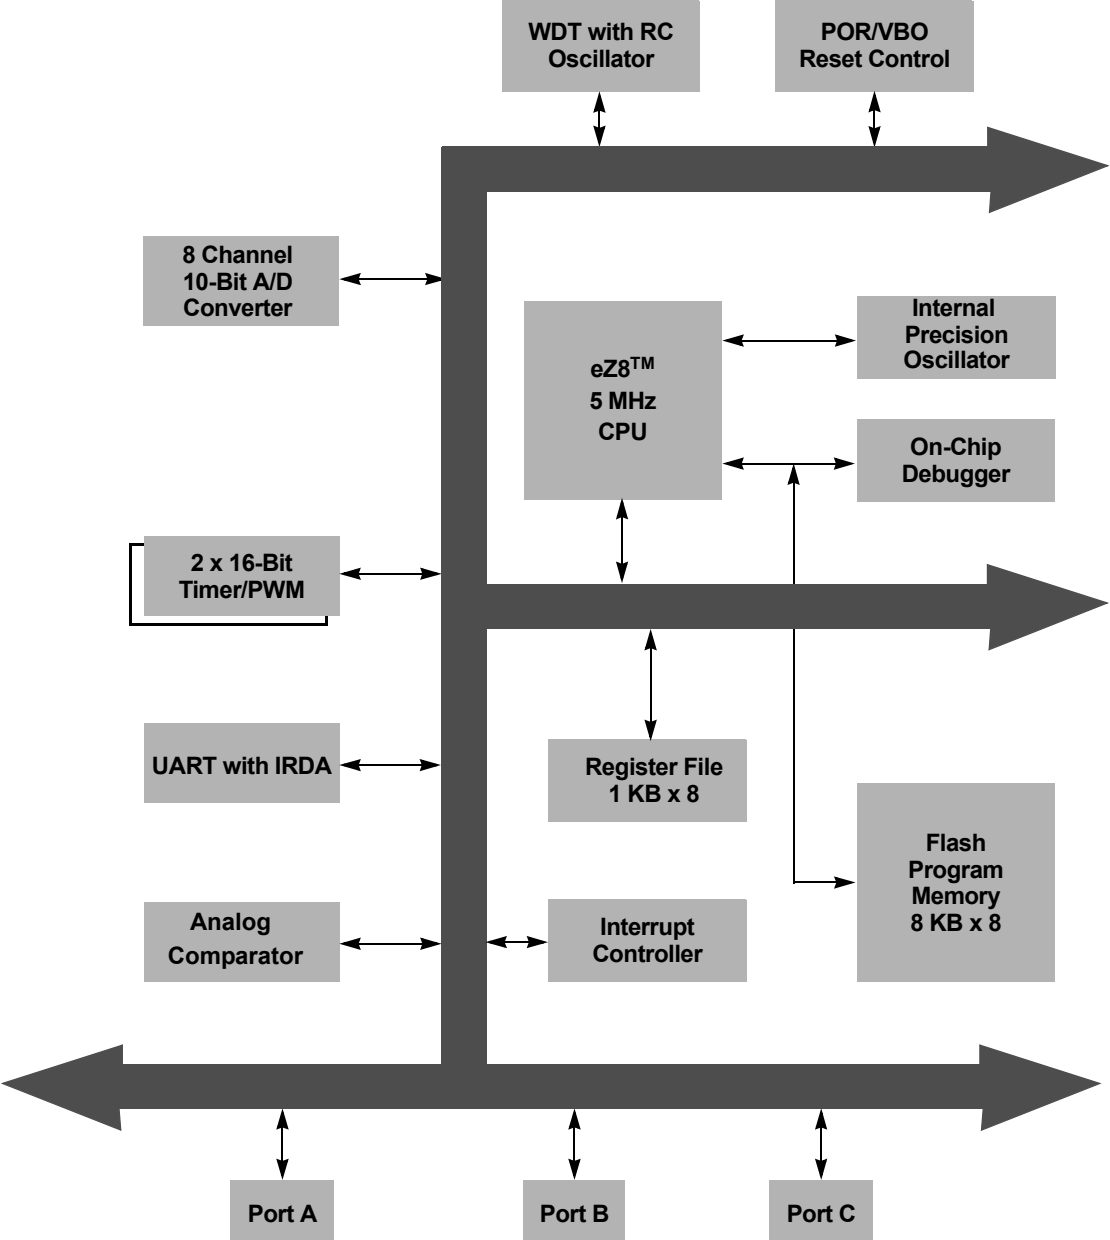 WDT with RC
Oscillator
POR/VBO
Reset Control
8 Channel
10-Bit A/D
Converter
eZ8™
5 MHz
CPU
Internal
Precision
Oscillator
On-Chip
Debugger
2 x 16-Bit
Timer/PWM
UART with IRDA
Register File
1 KB x 8
Flash
Program
Memory
8 KB x 8
Analog
Comparator
Interrupt
Controller
Port A
Port B
Port C